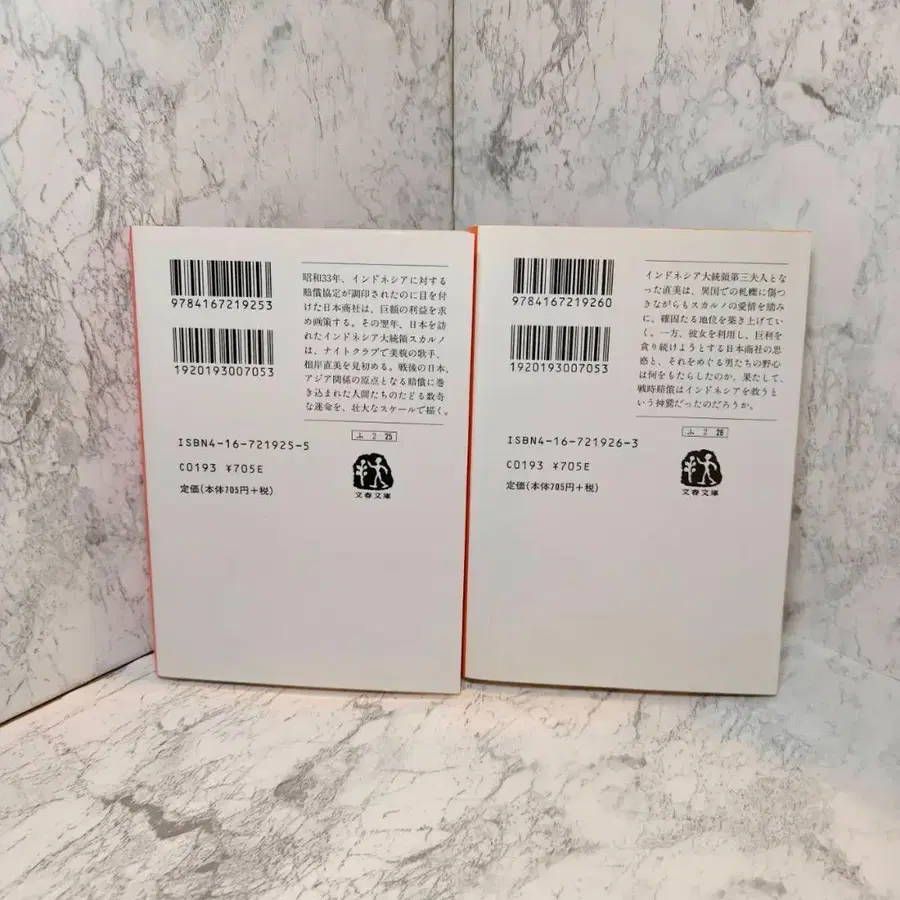 9784167219253
1920193007053
昭和33年、インドネシアに対する
賠償協定が調印されたのに目を付
けた日本商社は、巨額の利益を求
め画策する。その翌年、日本を訪
れたインドネシア大統領スカルノ
は、ナイトクラブで美貌の歌手、
根岸直美を見初める。戦後の日本、
アジア関係の原点となる賠償に巻
き込まれた人間たちのたどる数奇
な運命を、壮大なスケールで描く。
ISBN4-16-721925-5
C0193 ¥705E
定価(本体705円+税)
ふ 2 25
文春文庫
9784167219260
1920193007053
インドネシア大統領第三夫人とな
った直美は、異国での軋轢に傷つ
きながらもスカルノの愛情を励み
に、確固たる地位を築き上げてい
く。一方、彼女を利用し、巨利を
貪り続けようとする日本商社の思
惑と、それをめぐる男たちの野心
は何をもたらしたのか。果たして、
戦時賠償はインドネシアを救うと
いう神鷲だったのだろうか。
ISBN4-16-721926-3
C0193 ¥705E
定価(本体705円+税)
ふ 2 26
文春文庫